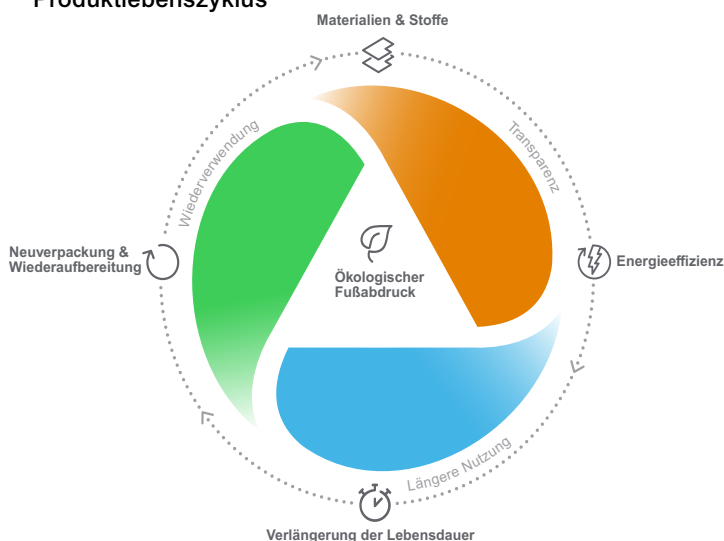 Produktlebenszyklus
Materialien & Stoffe
Wiederverwendung
Transparenz
Neuverpackung &
Wiederaufbereitung
Ökologischer
Fußabdruck
Energieeffizienz
Längere Nutzung
Verlängerung der Lebensdauer